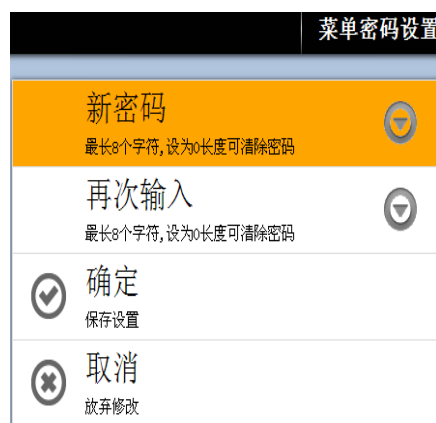 菜单密码设置
新密码
最长8个字符,设为0长度可清除密码
再次输入
最长8个字符,设为0长度可清除密码
确定
保存设置
取消
放弃修改